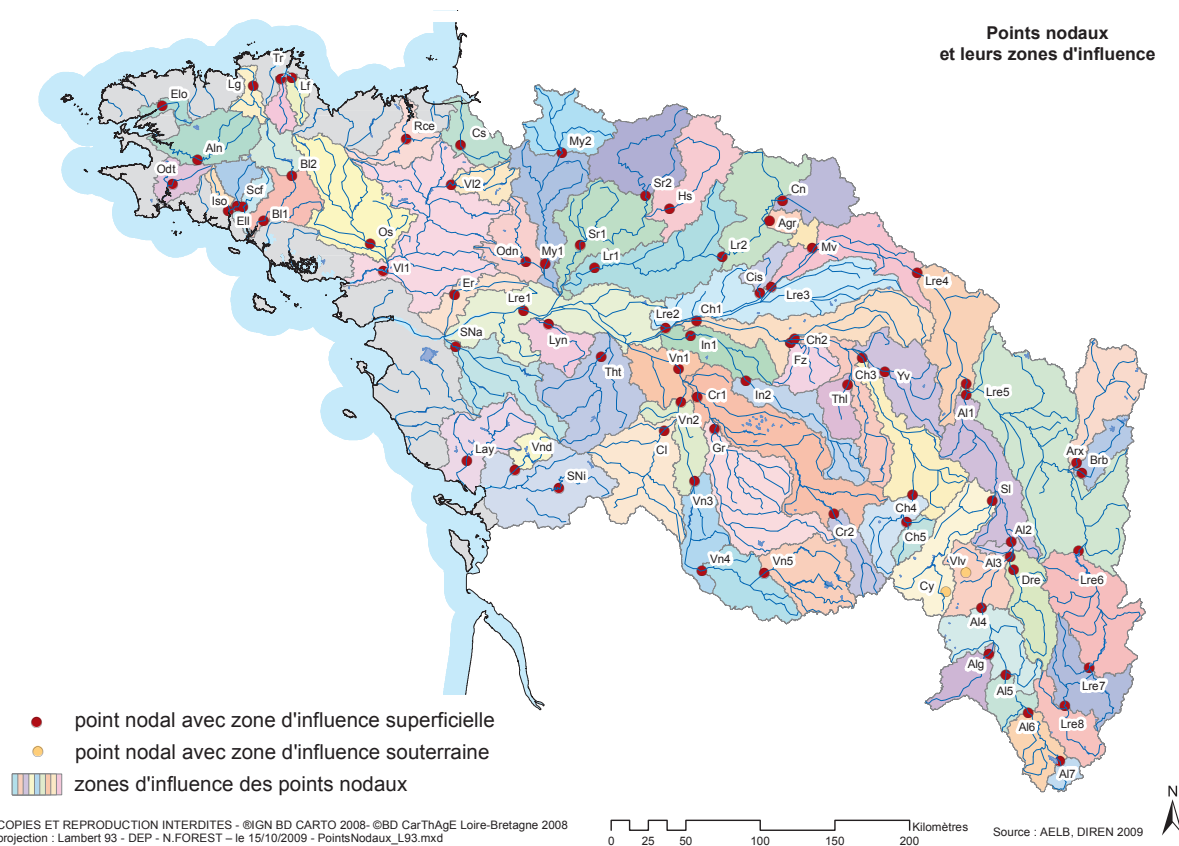 Points nodaux
et leurs zones d'influence
Tr
Lg
Lf
Elo
Rce
Cs
My2
Aln
Bl2
Odt
Vl2
Sr2
Hs
Cn
Scf
Iso
Ell
Bl1
Agr
Os
Sr1
Lr2
Mv
Odn
My1
Lr1
Vl1
Cis
Er
Lre3
Lre4
Lre1
Lre2
Ch1
SNa
Lyn
In1
Ch2
Fz
Tht
Vn1
Ch3
Yv
In2
Thl
Lre5
Cr1
Al1
Vn2
Cl
Gr
Lay
Vnd
SNi
Arx
Brb
Vn3
Sl
Ch4
Cr2
Ch5
Al2
Vn4
Vn5
Vlv
Al3
Dre
Lre6
Cy
Al4
Alg
Al5
Lre7
Al6
Lre8
Al7
point nodal avec zone d'influence superficielle
point nodal avec zone d'influence souterraine
zones d'influence des points nodaux
COPIES ET REPRODUCTION INTERDITES - ®IGN BD CARTO 2008- ©BD CarThAgE Loire-Bretagne 2008
projection : Lambert 93 - DEP - N.FOREST – le 15/10/2009 - PointsNodaux_L93.mxd
Kilomètres
0 25 50 100 150 200
Source : AELB, DIREN 2009
N